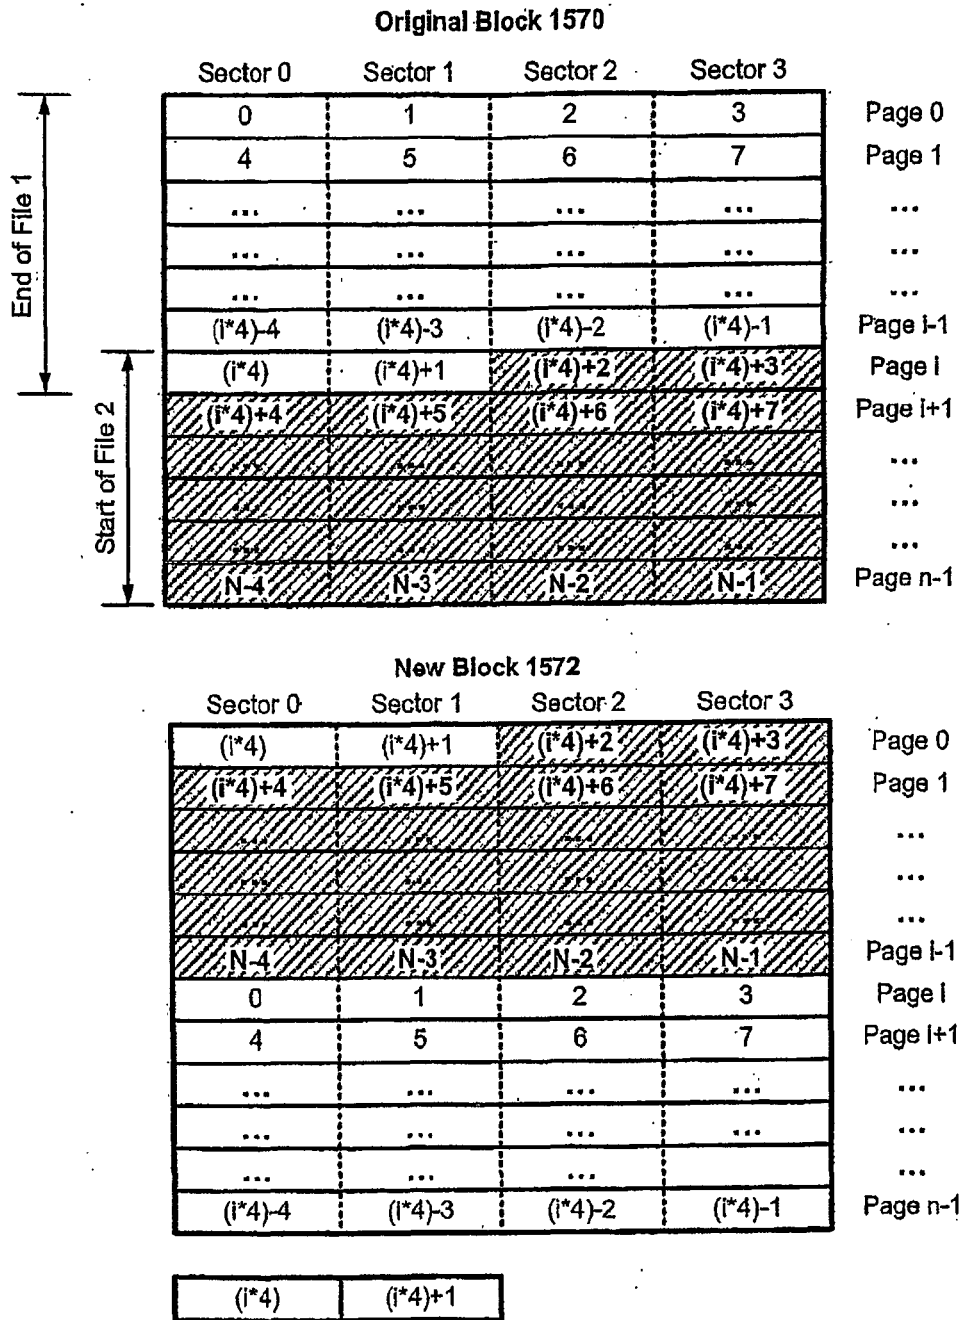 Original Block 1570
Sector 0 Sector 1 Sector 2 Sector 3
0 1 2 3 Page 0
4 5 6 7 Page 1
... ... ... ... ...
... ... ... ... ...
... ... ... ... ...
(i*4)-4 (i*4)-3 (i*4)-2 (i*4)-1 Page i-1
(i*4) (i*4)+1 (i*4)+2 (i*4)+3 Page i
(i*4)+4 (i*4)+5 (i*4)+6 (i*4)+7 Page i+1
... ... ... ... ...
... ... ... ... ...
... ... ... ... ...
N-4 N-3 N-2 N-1 Page n-1
End of File 1
Start of File 2
New Block 1572
Sector 0 Sector 1 Sector 2 Sector 3
(i*4) (i*4)+1 (i*4)+2 (i*4)+3 Page 0
(i*4)+4 (i*4)+5 (i*4)+6 (i*4)+7 Page 1
... ... ... ... ...
... ... ... ... ...
... ... ... ... ...
N-4 N-3 N-2 N-1 Page i-1
0 1 2 3 Page i
4 5 6 7 Page i+1
... ... ... ... ...
... ... ... ... ...
... ... ... ...
(i*4)-4 (i*4)-3 (i*4)-2 (i*4)-1 Page n-1
(i*4) (i*4)+1